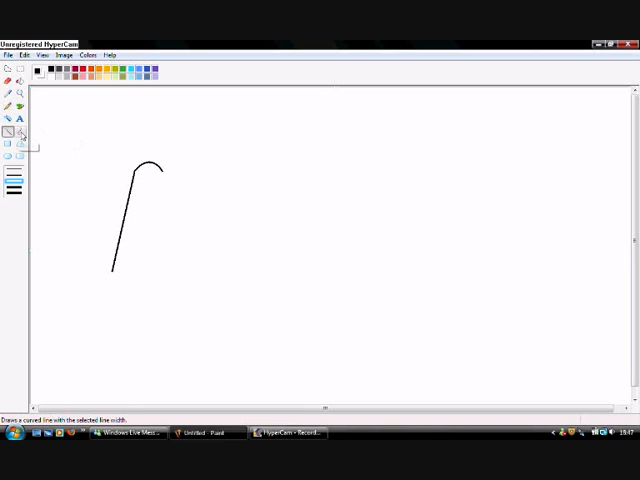 Unregistered HyperCam
File Edit View Image Colors Help
A
Draws a curved line with the selected line width.
Windows Live Mess...
Untitled - Paint
HyperCam - Record...
16:47